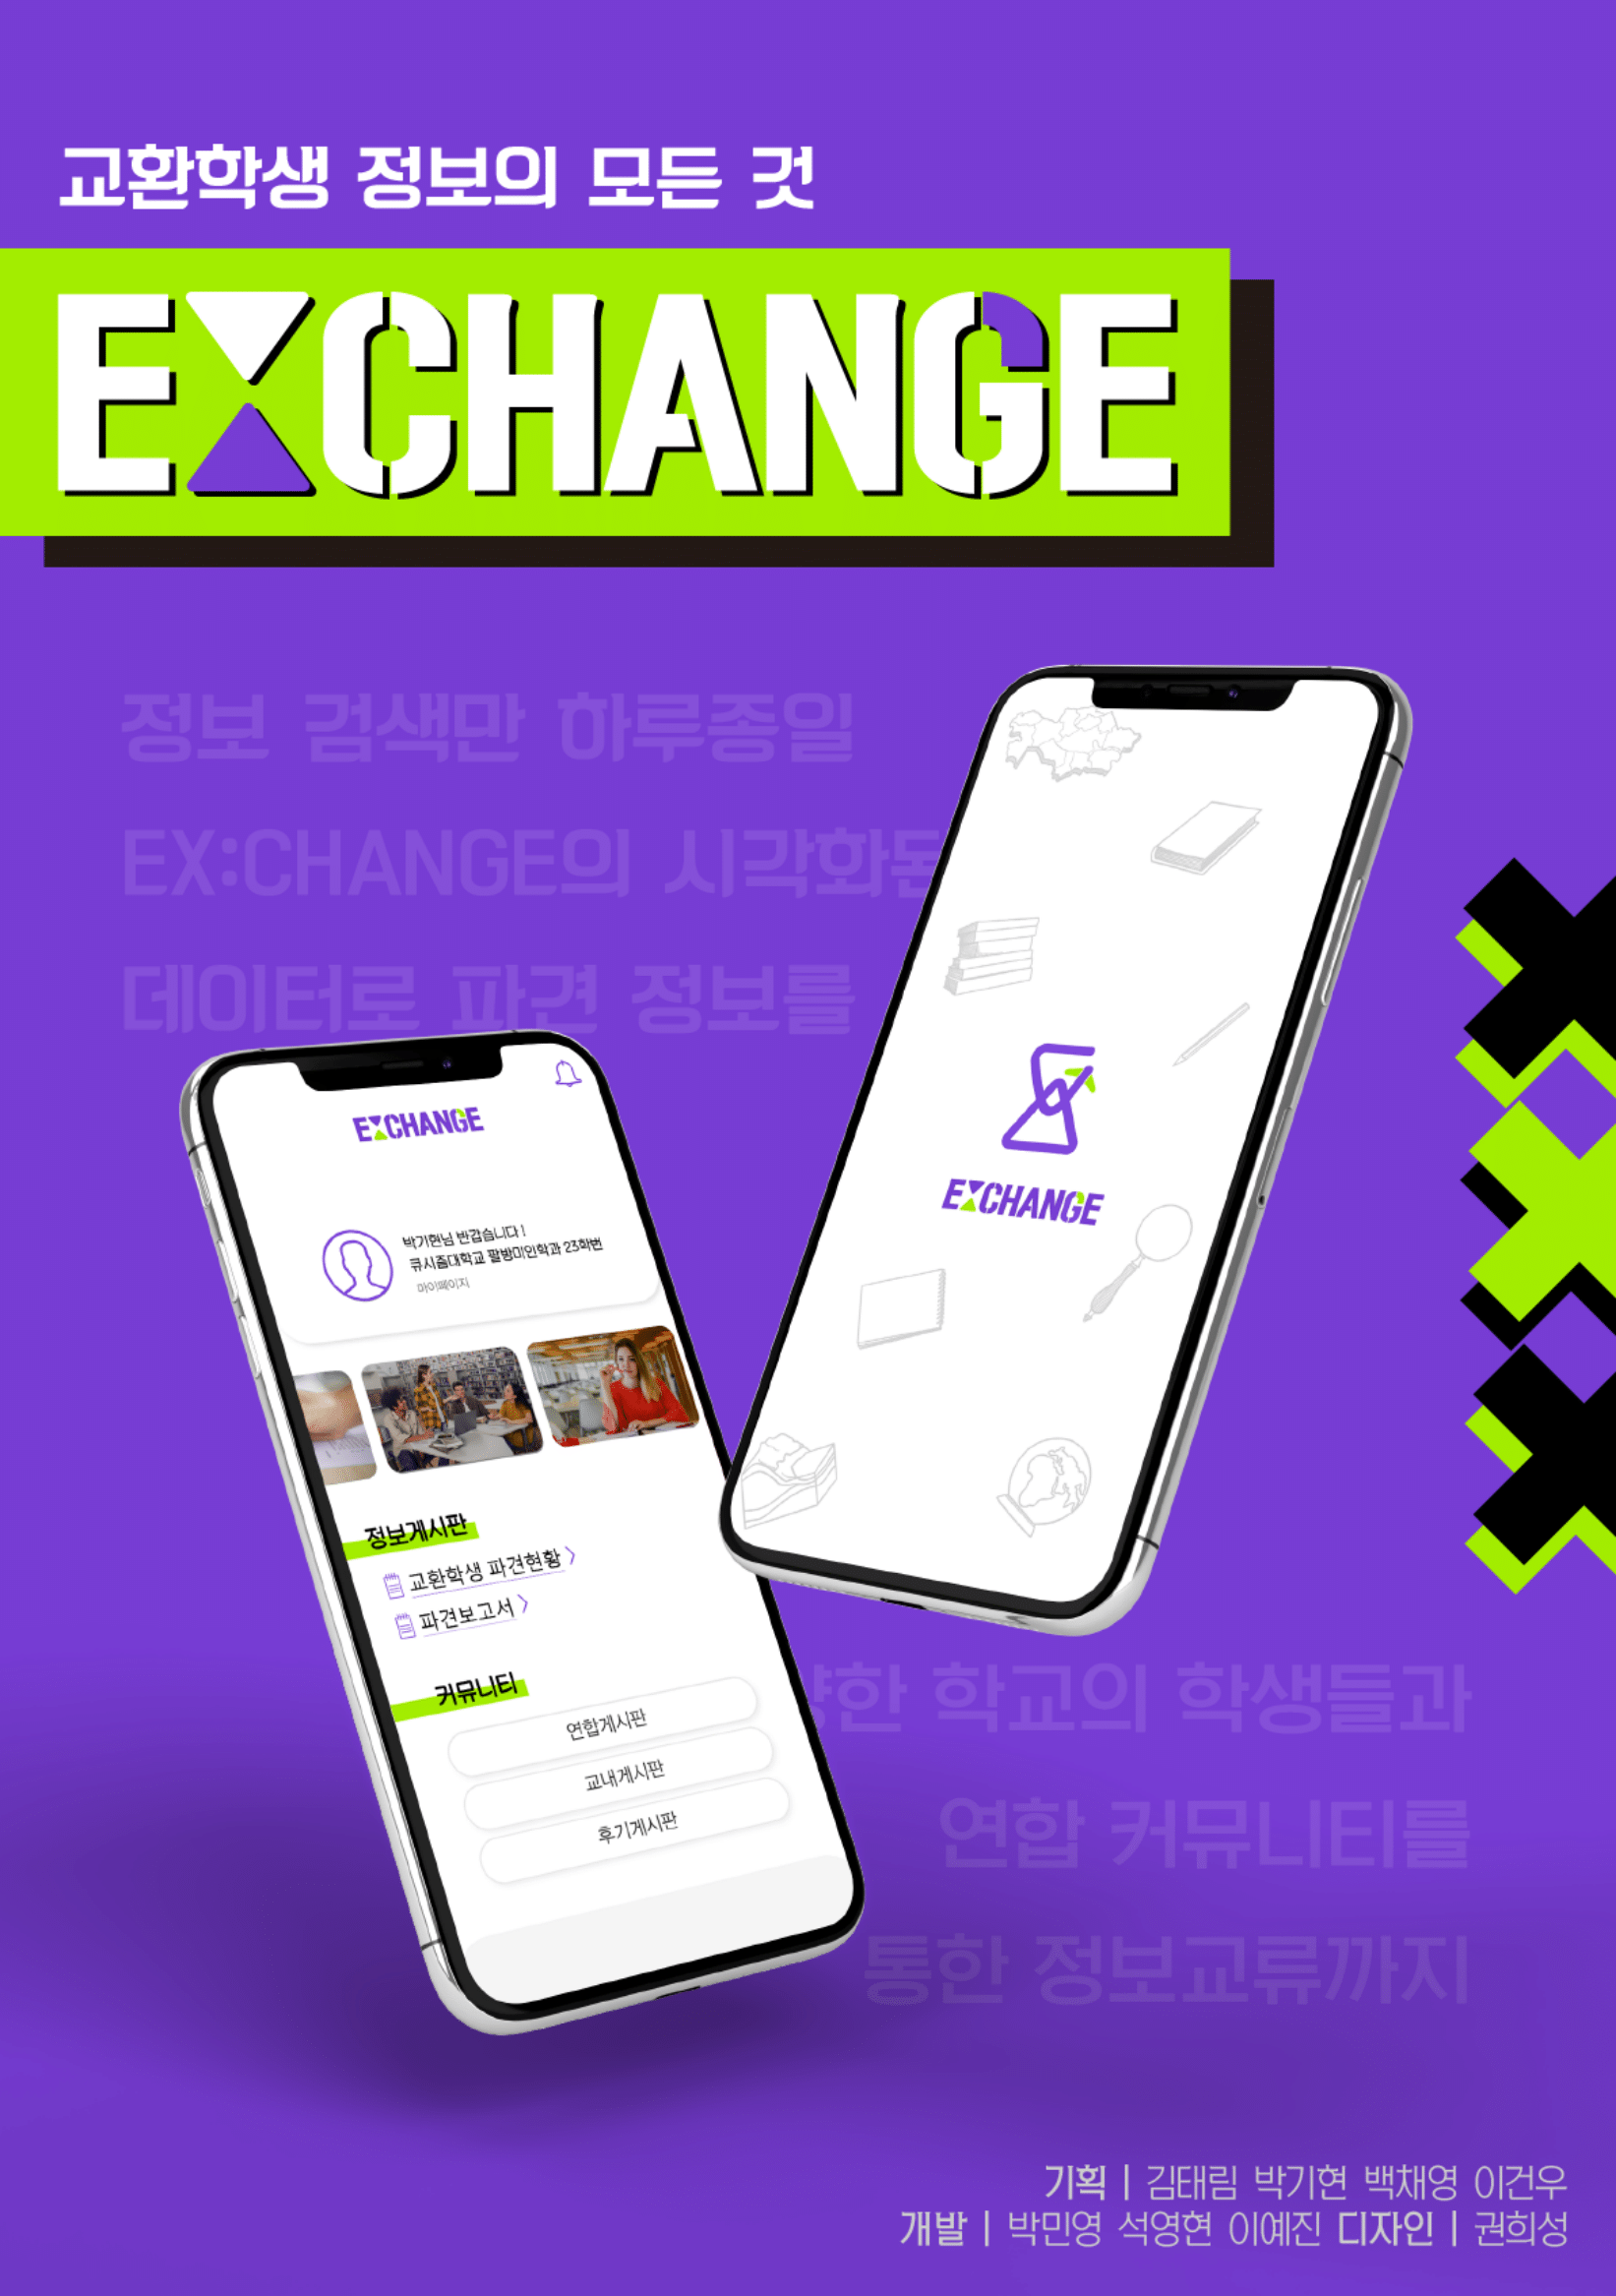 교환학생 정보의 모든 것
EXCHANGE
정보 검색만 하루종일
EX:CHANGE의 시각화된
데이터로 파견 정보를
EXCHANGE
박기현님 반갑습니다 !
큐시즘대학교 팔방미인학과 23학번
마이페이지
정보게시판
교환학생 파견현황 >
파견보고서 >
커뮤니티
연합게시판
교내게시판
후기게시판
EXCHANGE
학교의 학생들과
연합 커뮤니티를
통한 정보교류까지
기획 | 김태림 박기현 백채영 이건우
개발 | 박민영 석영현 이예진 디자인 | 권희성